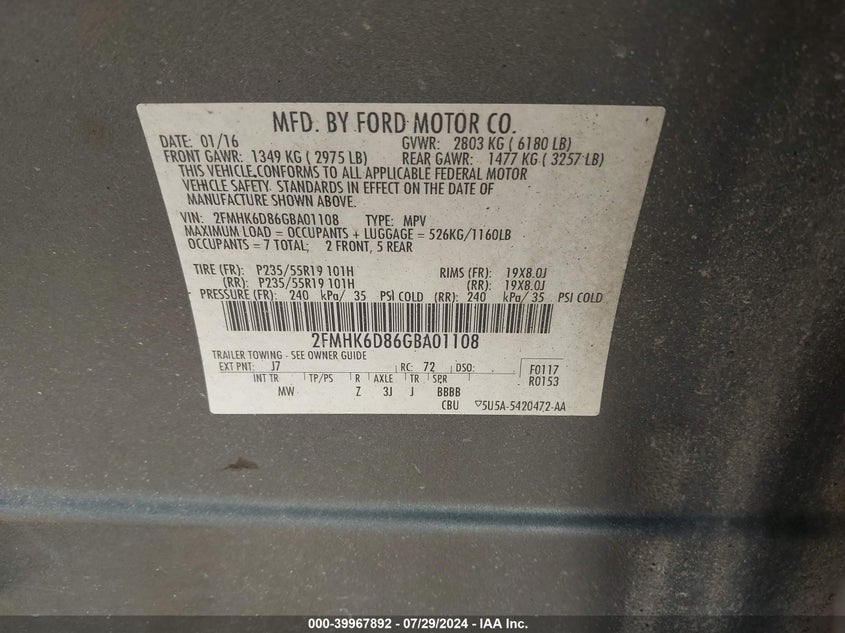 MFD. BY FORD MOTOR CO.
DATE: 01/16 GVWR: 2803 KG ( 6180 LB)
FRONT GAWR: 1349 KG ( 2975 LB) REAR GAWR: 1477 KG ( 3257 LB)
THIS VEHICLE CONFORMS TO ALL APPLICABLE FEDERAL MOTOR
VEHICLE SAFETY STANDARDS IN EFFECT ON THE DATE OF
MANUFACTURE SHOWN ABOVE.
VIN: 2FMHK6D86GBA01108 TYPE: MPV
MAXIMUM LOAD = OCCUPANTS + LUGGAGE = 526KG/1160LB
OCCUPANTS = 7 TOTAL; 2 FRONT, 5 REAR
TIRE (FR): P235/55R19 101H RIMS (FR): 19X8.0J
(RR): P235/55R19 101H (RR): 19X8.0J
PRESSURE (FR): 240 kPa/ 35 PSI COLD (RR): 240 kPa/ 35 PSI COLD
2FMHK6D86GBA01108
TRAILER TOWING - SEE OWNER GUIDE
EXT PNT: J7 RC: 72 DSO: F0117
INT TR TP/PS R AXLE TR SPR R0153
MW Z 3J J BBBB
CBU ▽5U5A-5420472-AA
000-39967892 / 07/29/2024 - IAA Inc.